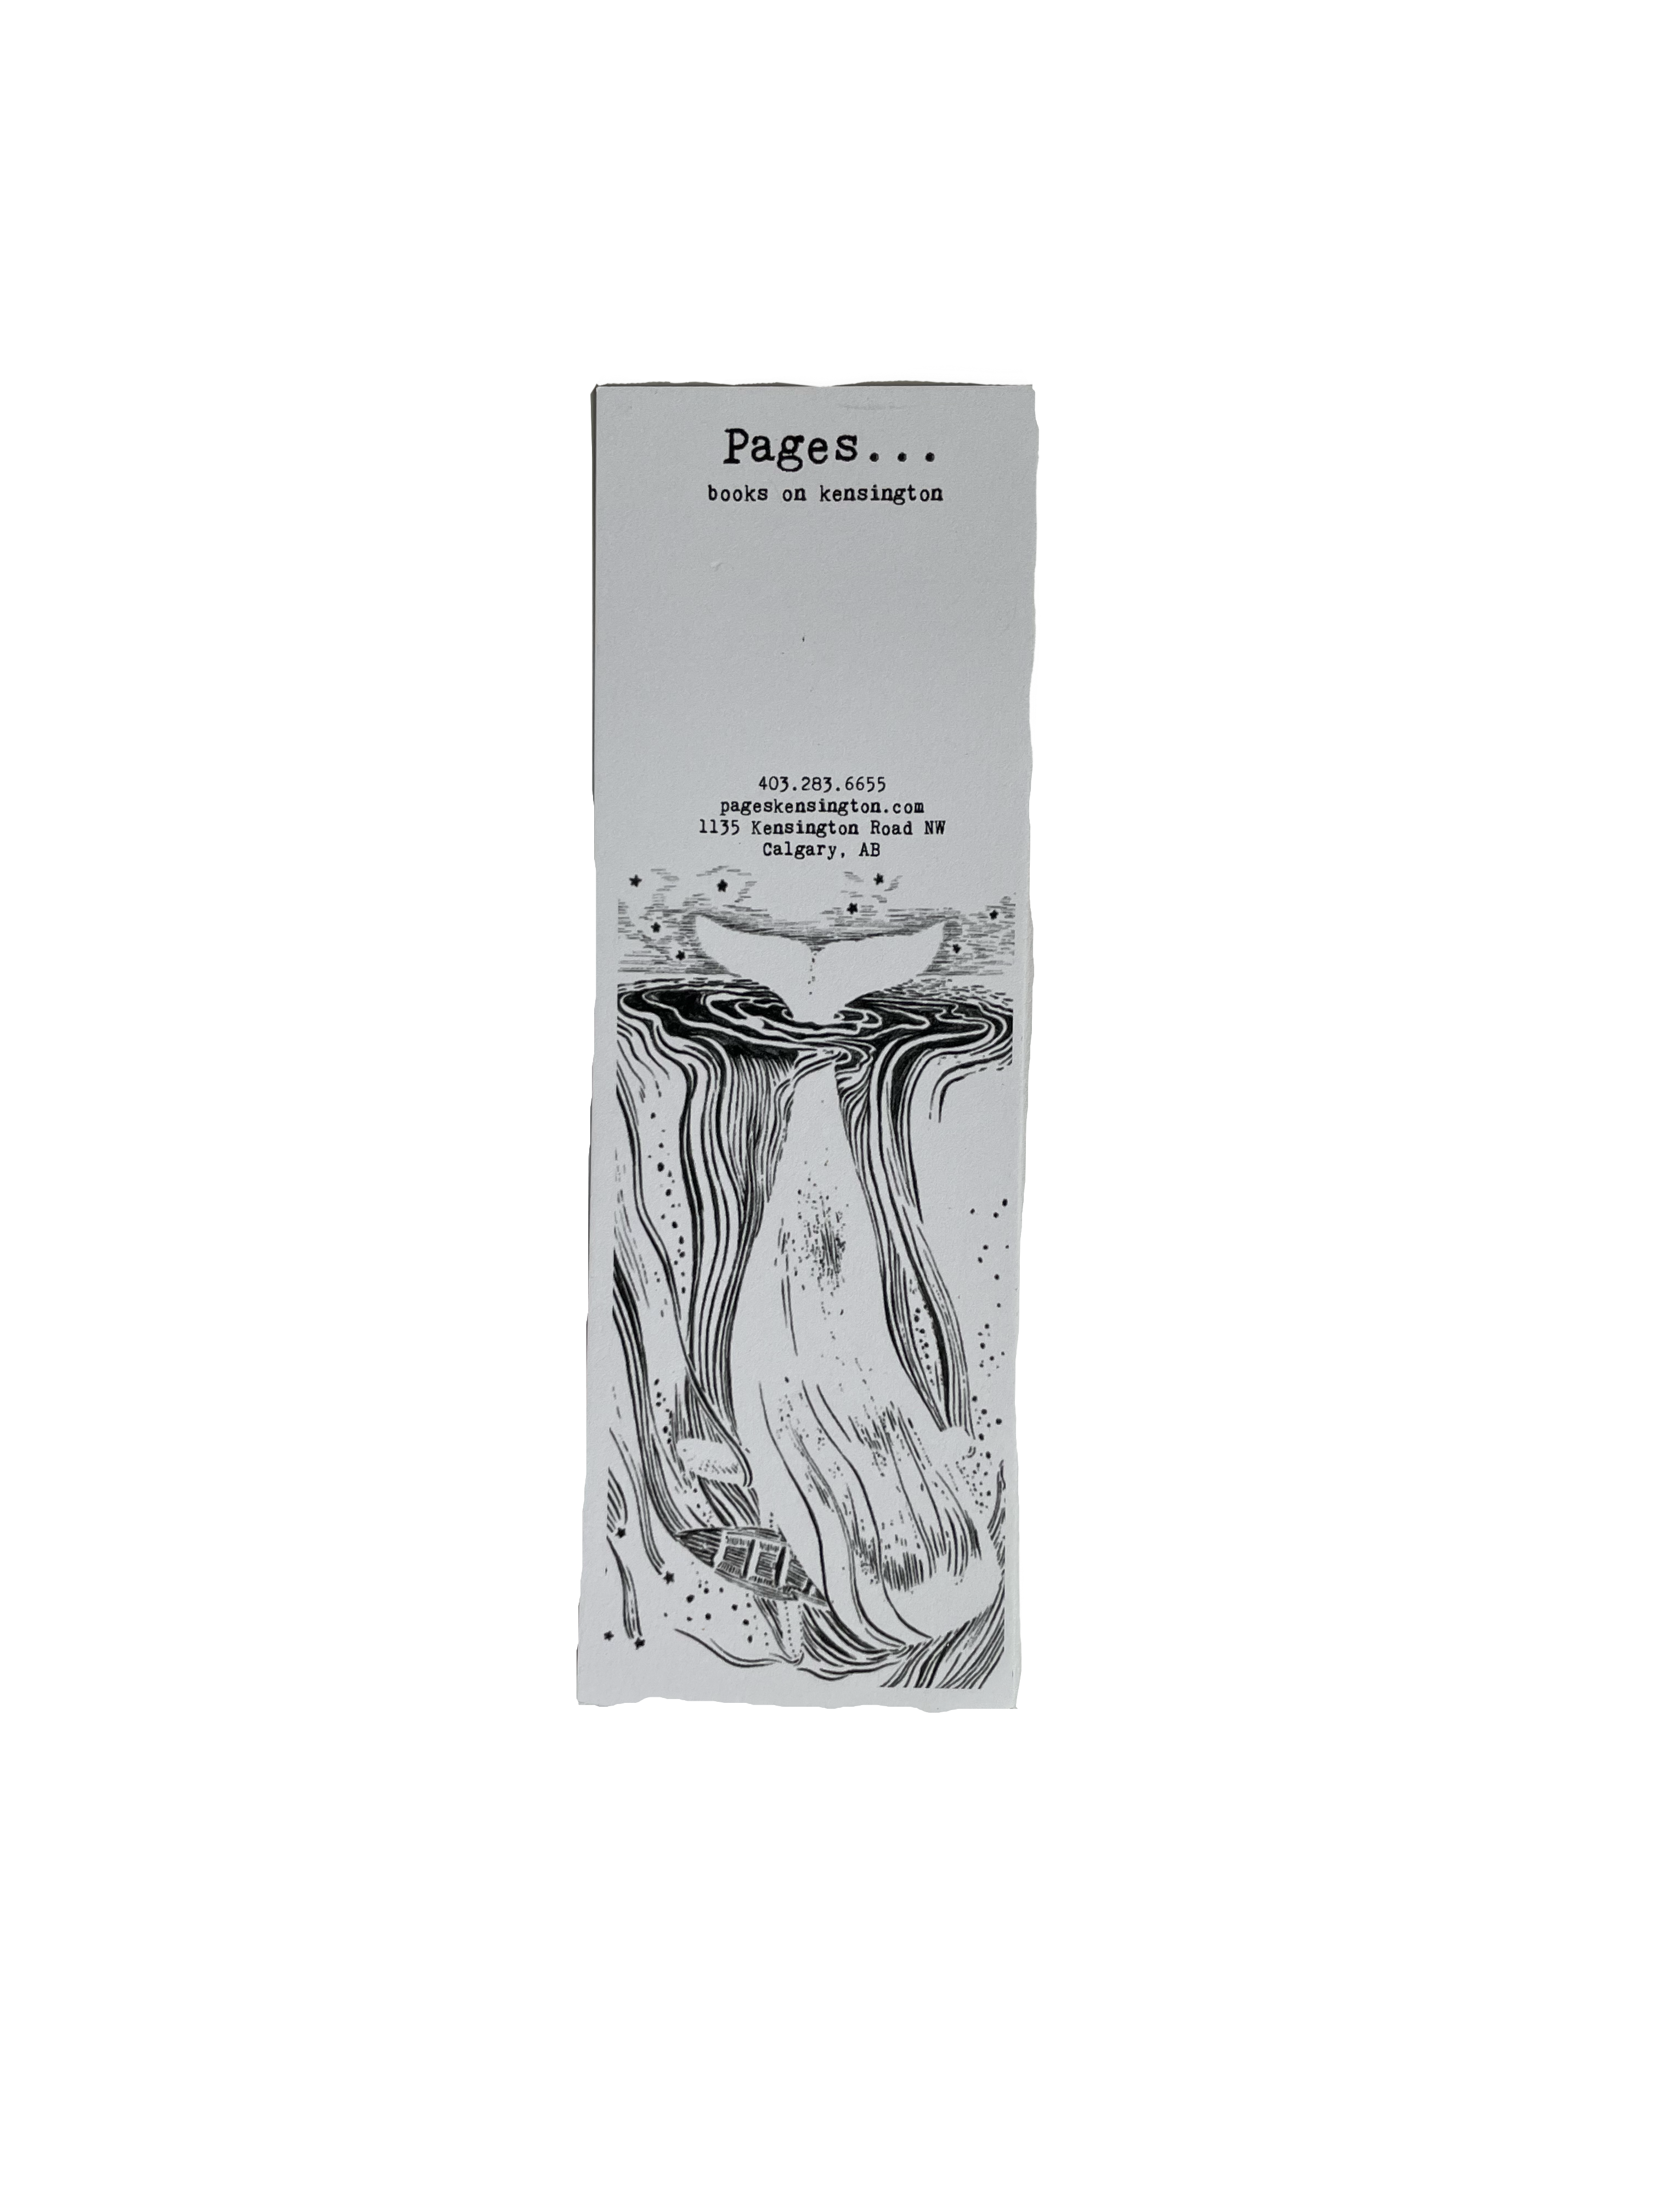 Pages...
books on kensington
403.283.6655
pageskensington.com
1135 Kensington Road NW
Calgary, AB